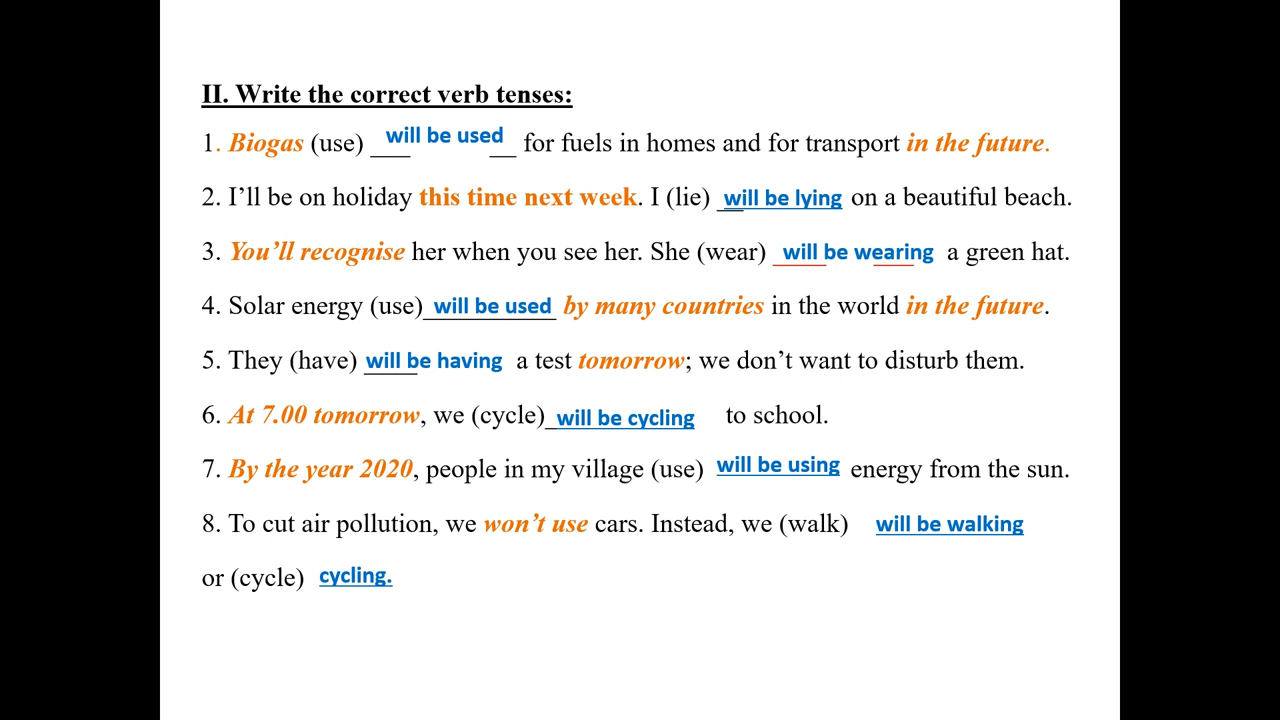 II. Write the correct verb tenses:
1. Biogas (use) ___ will be used __ for fuels in homes and for transport in the future.
2. I’ll be on holiday this time next week. I (lie) __will be lying on a beautiful beach.
3. You’ll recognise her when you see her. She (wear) will be wearing a green hat.
4. Solar energy (use) will be used by many countries in the world in the future.
5. They (have) will be having a test tomorrow; we don’t want to disturb them.
6. At 7.00 tomorrow, we (cycle)_will be cycling to school.
7. By the year 2020, people in my village (use) will be using energy from the sun.
8. To cut air pollution, we won’t use cars. Instead, we (walk) will be walking
or (cycle) cycling.